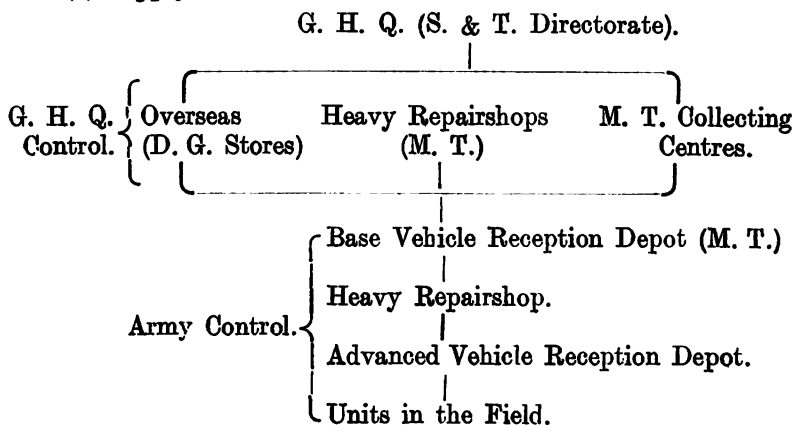 G. H. Q. (S. & T. Directorate).
G. H. Q. Control.
Overseas (D. G. Stores)
Heavy Repairshops (M. T.)
M. T. Collecting Centres.
Army Control.
Base Vehicle Reception Depot (M. T.)
Heavy Repairshop.
Advanced Vehicle Reception Depot.
Units in the Field.